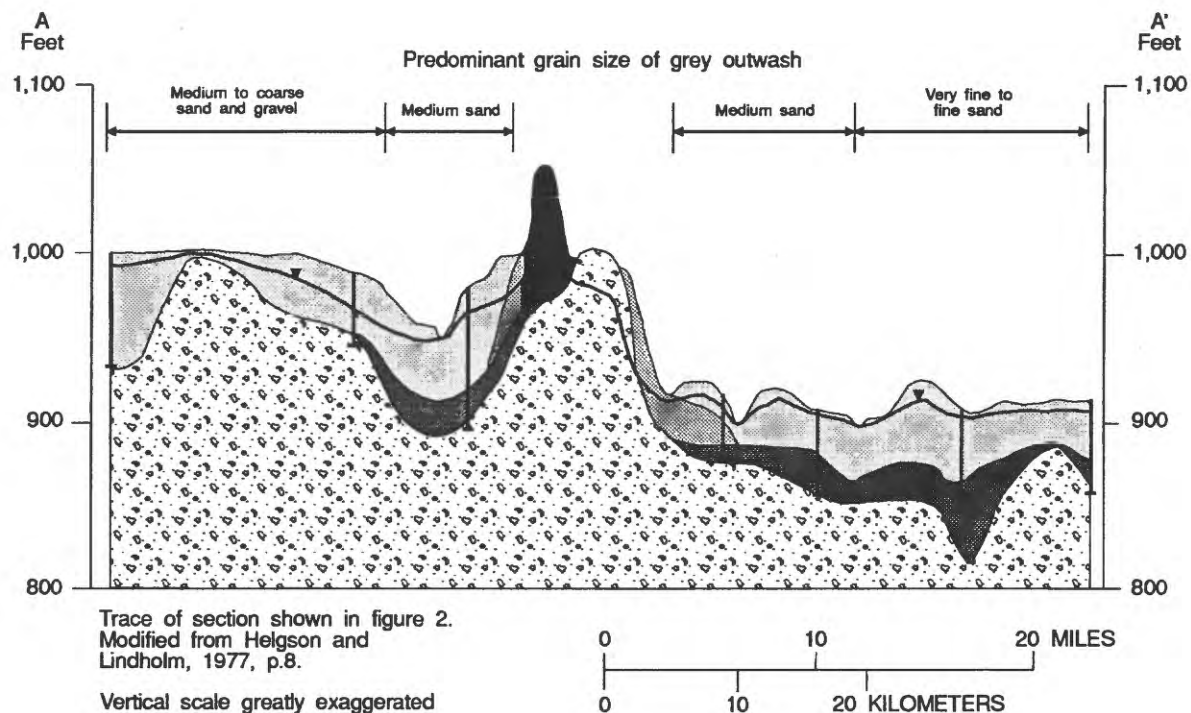 A
Feet
A'
Feet
Predominant grain size of grey outwash
1,100
1,100
Medium to coarse
sand and gravel
Medium sand
Medium sand
Very fine to
fine sand
1,000
1,000
900
900
800
800
Trace of section shown in figure 2.
Modified from Helgson and
Lindholm, 1977, p.8.
Vertical scale greatly exaggerated
0 10 20 MILES
0 10 20 KILOMETERS